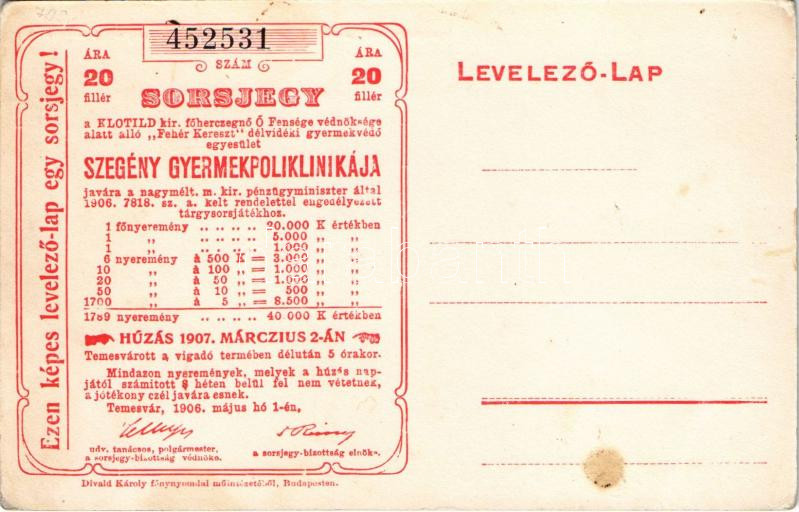 452531
SZÁM
ÁRA
20
fillér
ÁRA
20
fillér
SORSJEGY
a KLOTILD kir. főherczegnő Ő Fensége védnöksége
alatt álló „Fehér Kereszt" délvidéki gyermekvédő
egyesület
SZEGÉNY GYERMEKPOLIKLINIKÁJA
javára a nagymélt. m. kir. pénzügyminiszter által
1906. 7818. sz. a. kelt rendelettel engedélyezett
tárgysorsjátékhoz.
1 főnyeremény .. .. .. .. 20.000 K értékben
1 „ .. .. .. .. 5.000 „ „
1 „ .. .. .. .. 1.000 „ „
6 nyeremény à 500 K = 3.000 „ „
10 „ à 100 „ = 1.000 „ „
20 „ à 50 „ = 1.000 „ „
50 „ à 10 „ = 500 „ „
1700 „ à 5 „ = 8.500 „ „
1789 nyeremény .. .. .. .. 40.000 K értékben
HÚZÁS 1907. MÁRCZIUS 2-ÁN
Temesvárott a vigadó termében délután 5 órakor.
Mindazon nyeremények, melyek a húzás nap-
jától számitott 8 héten belül fel nem vétetnek,
a jótékony czél javára esnek.
Temesvár, 1906. május hó 1-én,
udv. tanácsos, polgármester,
a sorsjegy-bizottság védnöke.
a sorsjegy-bizottság elnöke.
Divald Károly fénynyomdai műintézetéből, Budapesten.
Ezen képes levelező-lap egy sorsjegy!
LEVELEZŐ-LAP